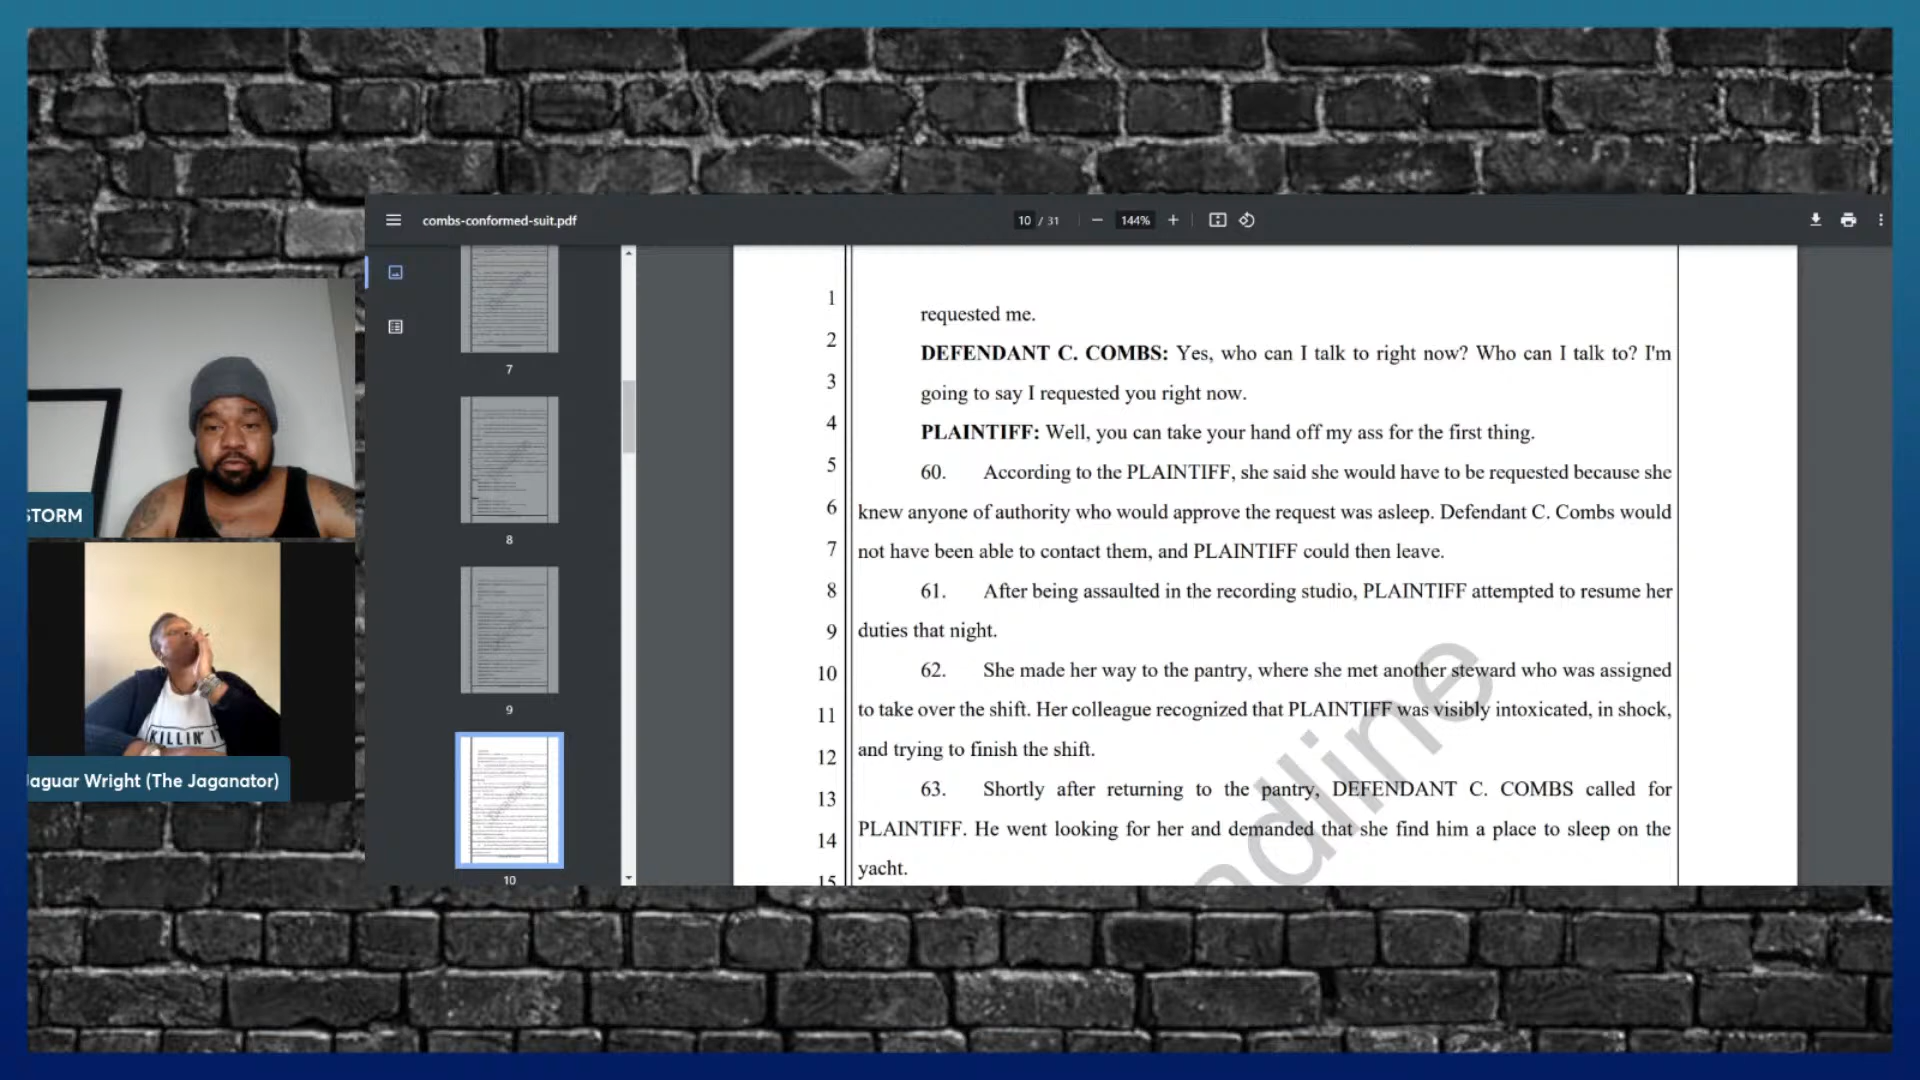 combs-conformed-suit.pdf
10 / 31
144%
7
8
9
10
1
requested me.
2
DEFENDANT C. COMBS: Yes, who can I talk to right now? Who can I talk to? I'm
3
going to say I requested you right now.
4
PLAINTIFF: Well, you can take your hand off my ass for the first thing.
5
60. According to the PLAINTIFF, she said she would have to be requested because she
6
knew anyone of authority who would approve the request was asleep. Defendant C. Combs would
7
not have been able to contact them, and PLAINTIFF could then leave.
8
61. After being assaulted in the recording studio, PLAINTIFF attempted to resume her
9
duties that night.
10
62. She made her way to the pantry, where she met another steward who was assigned
11
to take over the shift. Her colleague recognized that PLAINTIFF was visibly intoxicated, in shock,
12
and trying to finish the shift.
13
63. Shortly after returning to the pantry, DEFENDANT C. COMBS called for
14
PLAINTIFF. He went looking for her and demanded that she find him a place to sleep on the
15
yacht.
adline
STORM
KILLIN' IT
Jaguar Wright (The Jaganator)